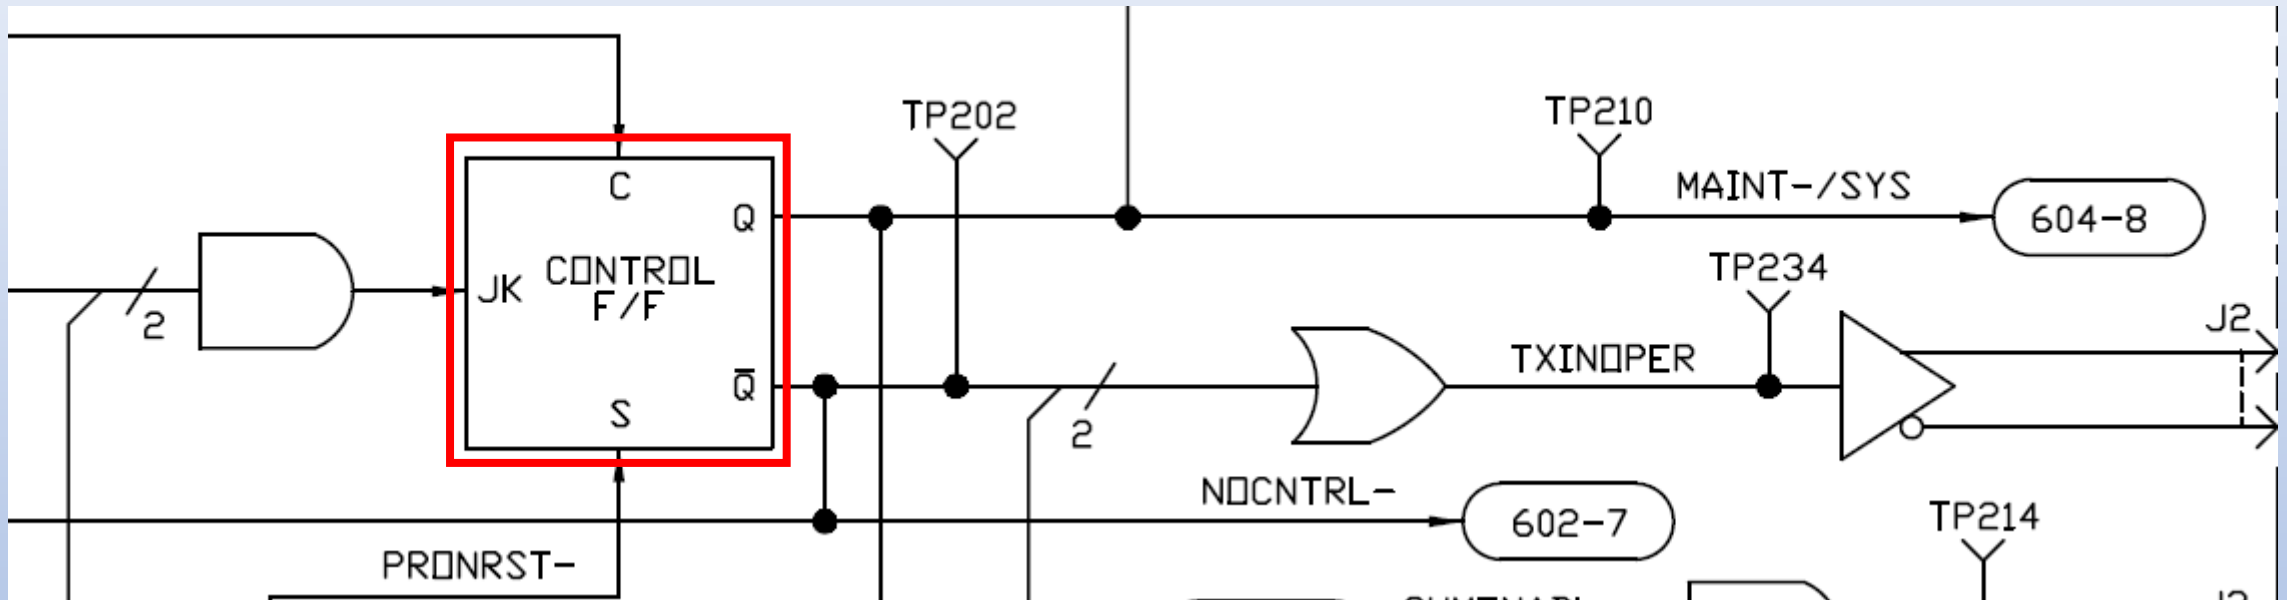 TP202
TP210
C
MAINT-/SYS
Q
604-8
TP234
CONTROL
JK
F/F
2
J2
TXINOPER
Q̅
S
2
NOCNTRL-
602-7
TP214
PRONRST-